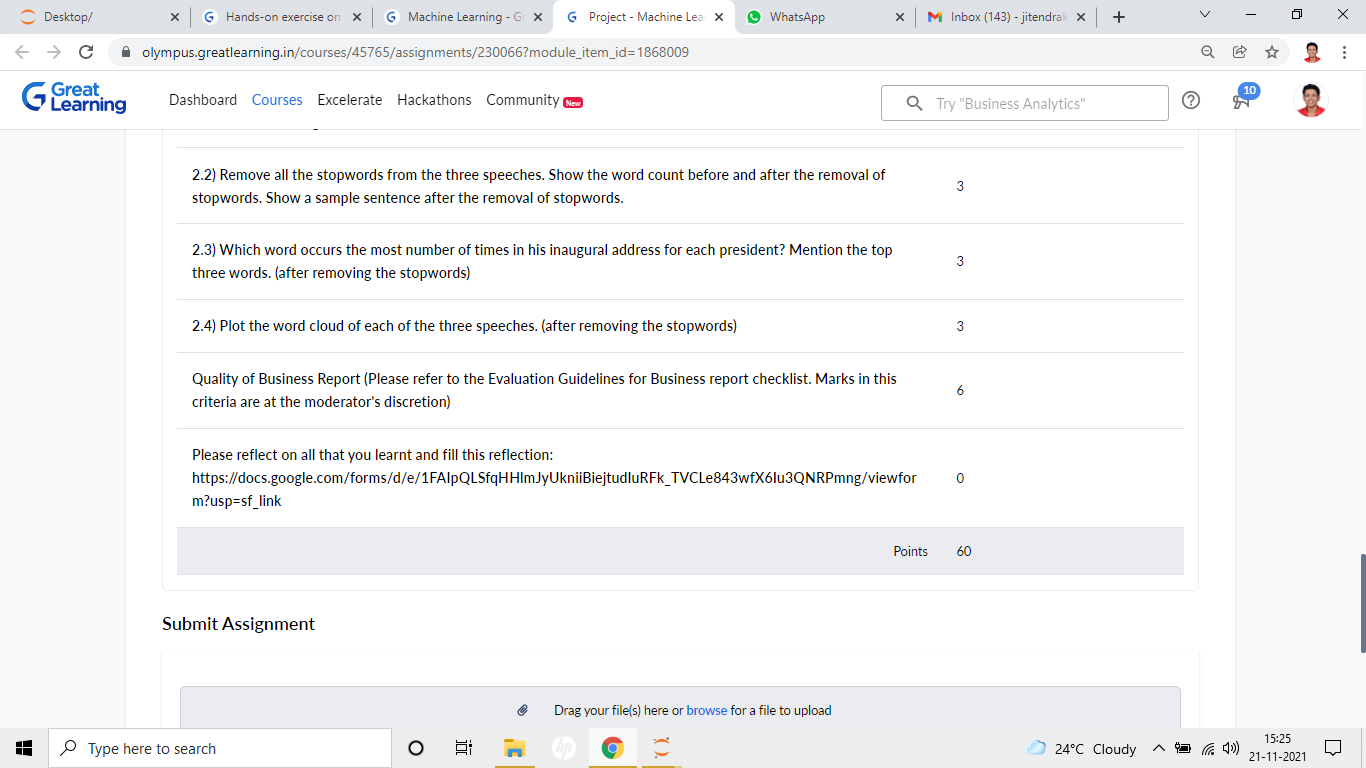 Desktop/
Hands-on exercise on
Machine Learning - G
Project - Machine Lea
WhatsApp
Inbox (143) - jitendra
olympus.greatlearning.in/courses/45765/assignments/230066?module_item_id=1868009
Great Learning
Dashboard Courses Excelerate Hackathons Community New
Try "Business Analytics"
10
2.2) Remove all the stopwords from the three speeches. Show the word count before and after the removal of
stopwords. Show a sample sentence after the removal of stopwords.
3
2.3) Which word occurs the most number of times in his inaugural address for each president? Mention the top
three words. (after removing the stopwords)
3
2.4) Plot the word cloud of each of the three speeches. (after removing the stopwords)
3
Quality of Business Report (Please refer to the Evaluation Guidelines for Business report checklist. Marks in this
criteria are at the moderator's discretion)
6
Please reflect on all that you learnt and fill this reflection:
https://docs.google.com/forms/d/e/1FAIpQLSfqHHlmJyUkniiBiejtudluRFk_TVCLe843wfX6lu3QNRPmng/viewfor
m?usp=sf_link
0
Points 60
Submit Assignment
Drag your file(s) here or browse for a file to upload
Type here to search
hp
24°C Cloudy
15:25
21-11-2021